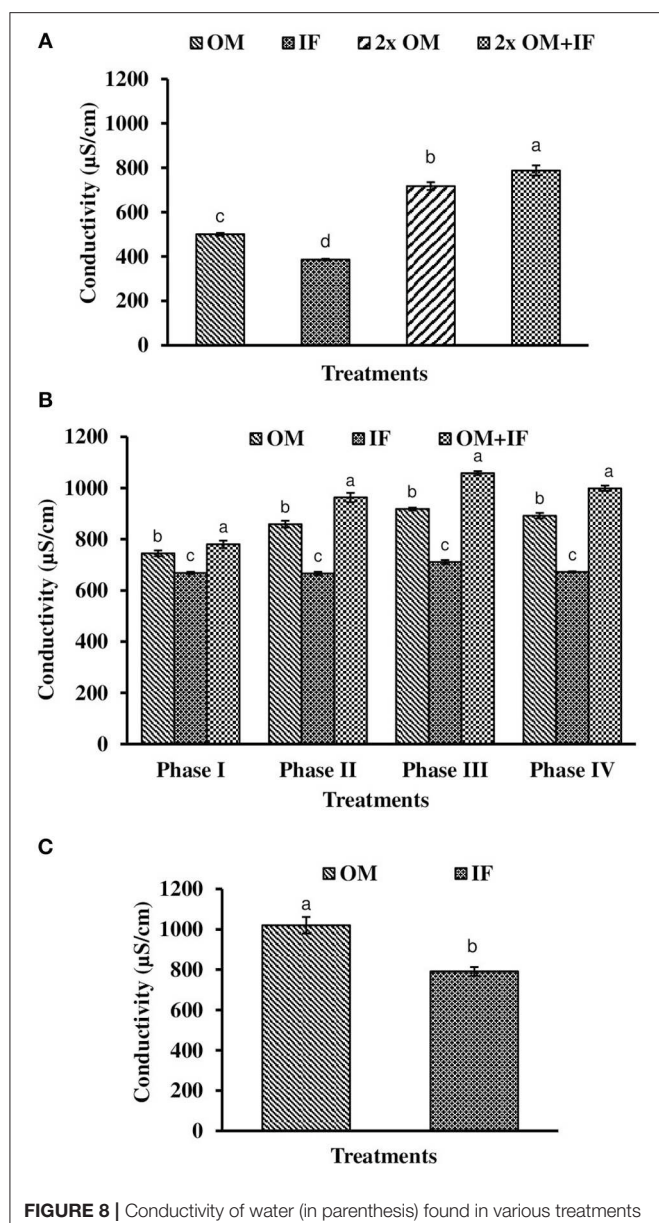 A
OM IF 2x OM 2x OM+IF
1200
1000
800
600
400
200
0
Conductivity (µS/cm)
c
d
b
a
Treatments
B
OM IF OM+IF
1200
1000
800
600
400
200
0
Conductivity (µS/cm)
b c a
b c a
b c a
b c a
Phase I Phase II Phase III Phase IV
Treatments
C
OM IF
1200
1000
800
600
400
200
0
Conductivity (µS/cm)
a
b
Treatments
FIGURE 8 | Conductivity of water (in parenthesis) found in various treatments